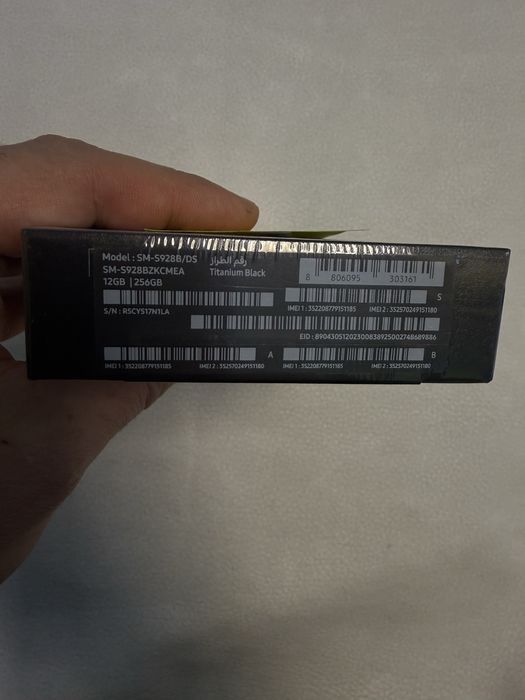 Model : SM-S928B/DS رقم الطراز
SM-S928BZKCMEA Titanium Black
12GB | 256GB
8 806095 303161
S
S/N : R5CY517N1LA IMEI 1 : 352208779151185 IMEI 2 : 352570249151180
EID : 89043051202300838925002748689886
A B
IMEI 1 : 352208779151185 IMEI 2 : 352570249151180 IMEI 1 : 352208779151185 IMEI 2 : 352570249151180